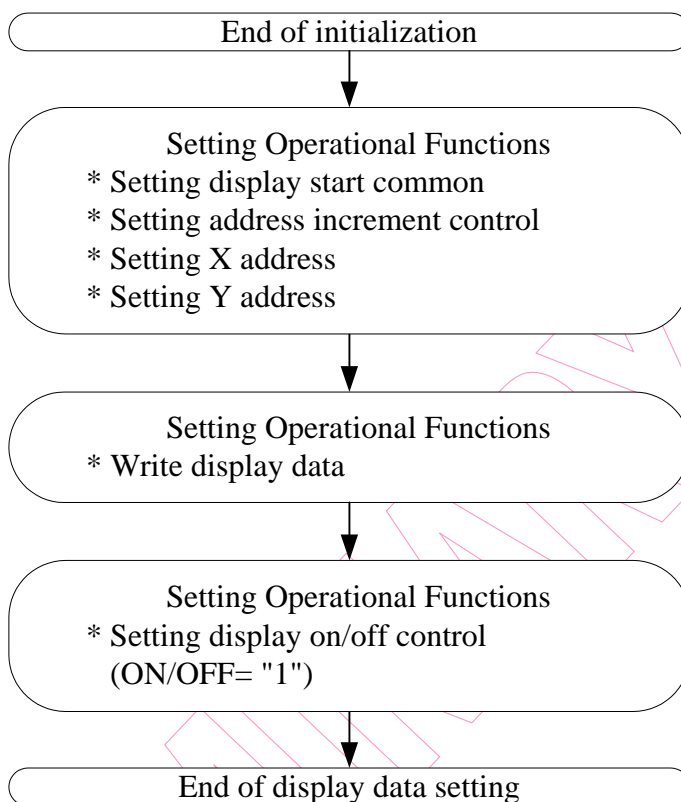 End of initialization
Setting Operational Functions
* Setting display start common
* Setting address increment control
* Setting X address
* Setting Y address
Setting Operational Functions
* Write display data
Setting Operational Functions
* Setting display on/off control
(ON/OFF= "1")
End of display data setting